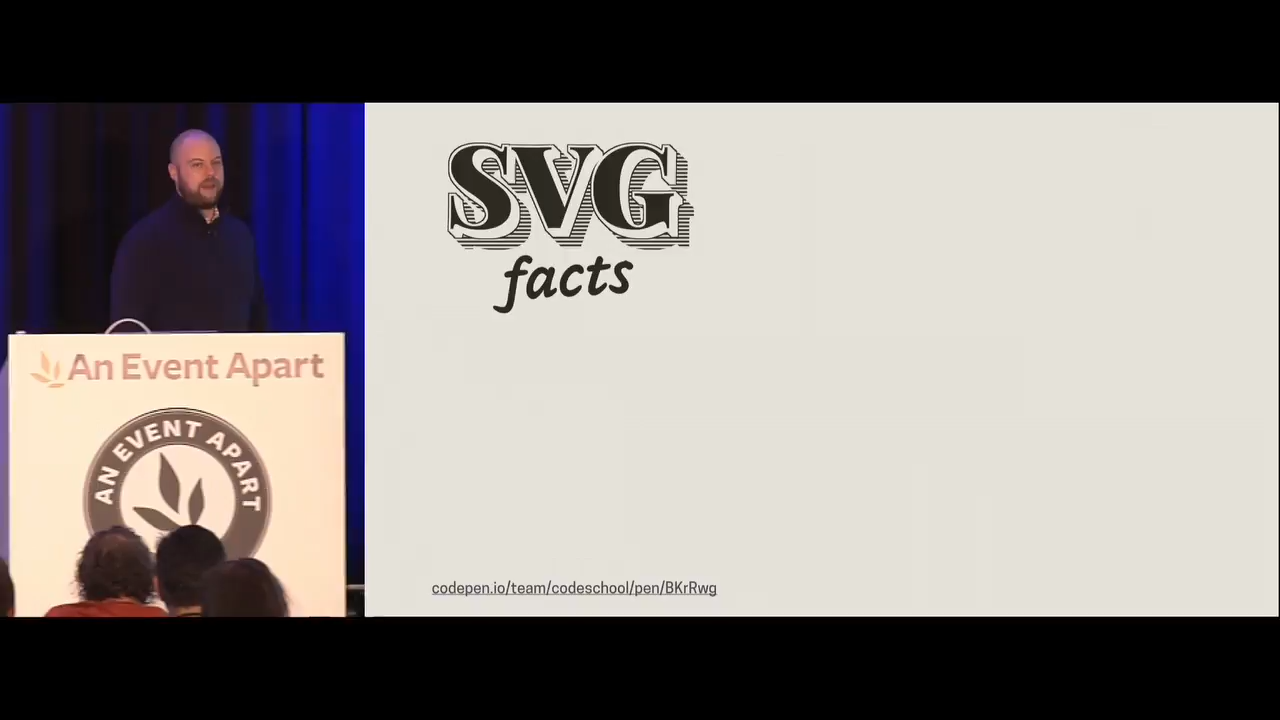 An Event Apart
AN EVENT APART
SVG
facts
codepen.io/team/codeschool/pen/BKrRwg